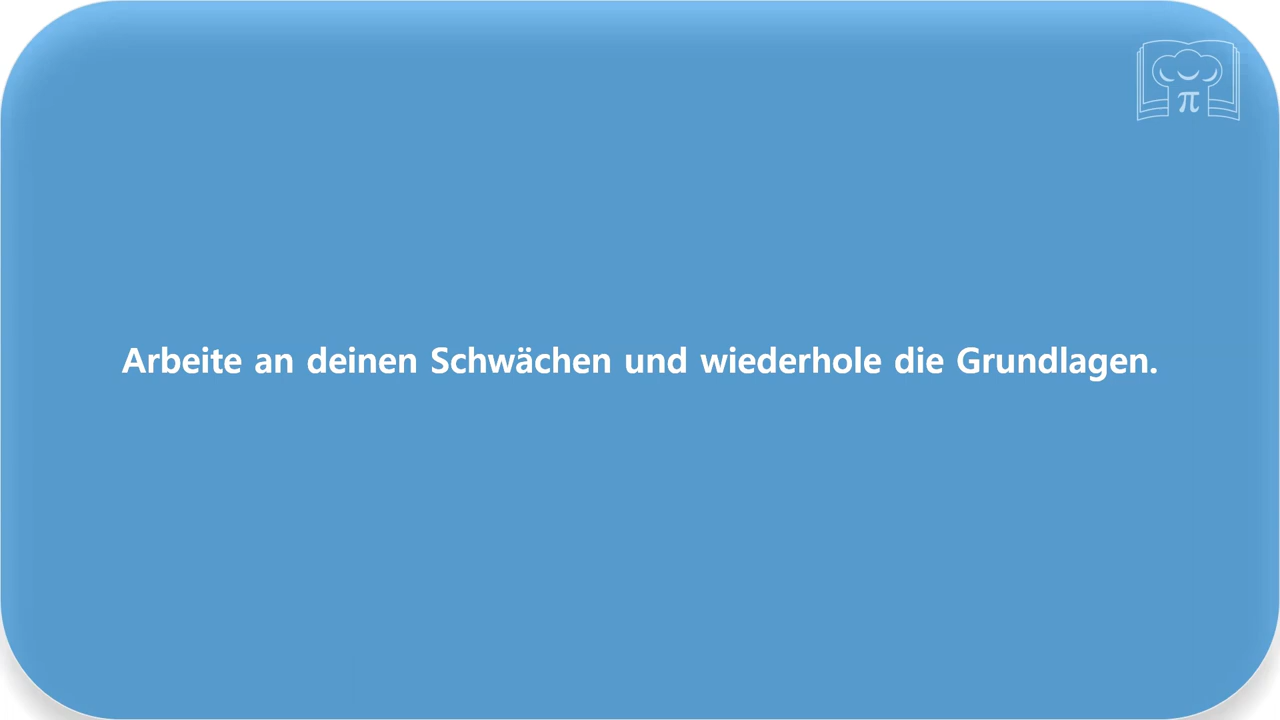 π
Arbeite an deinen Schwächen und wiederhole die Grundlagen.